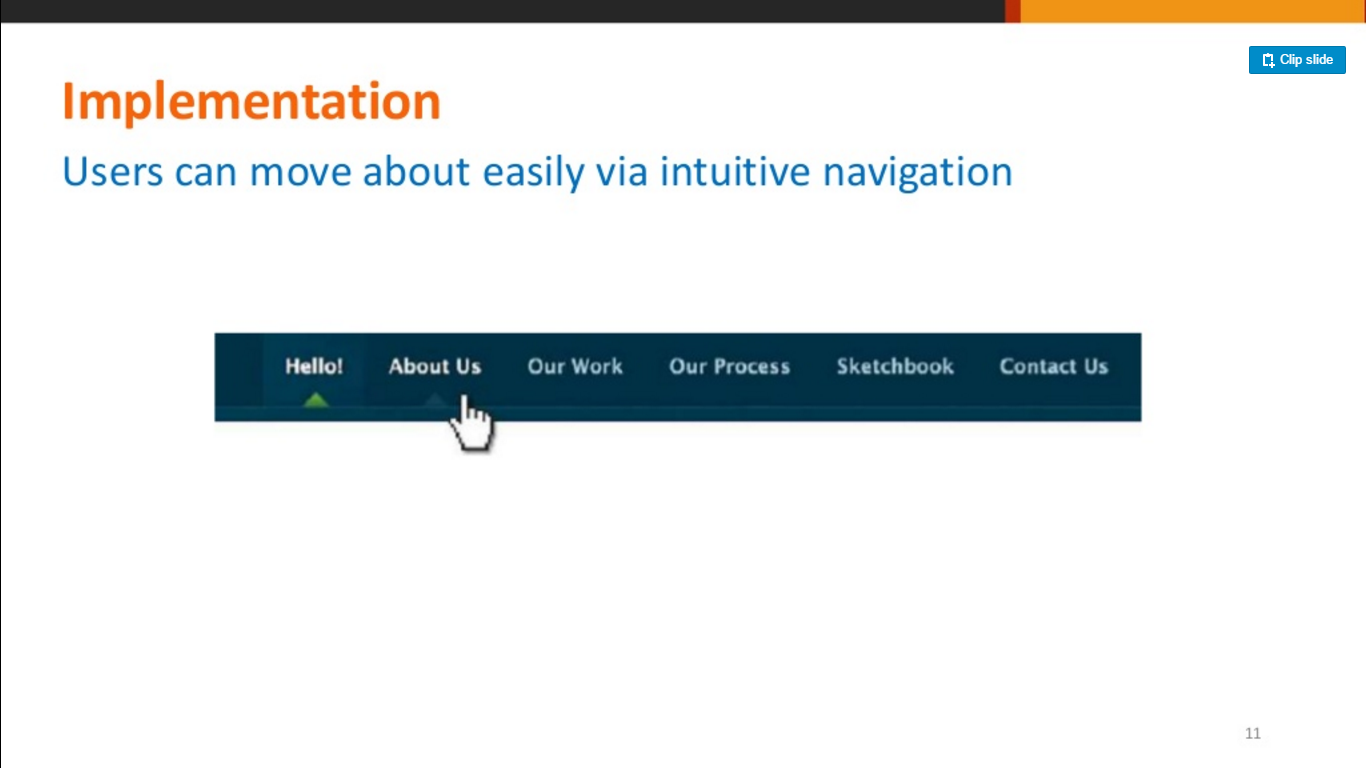 Clip slide
Implementation
Users can move about easily via intuitive navigation
Hello! About Us Our Work Our Process Sketchbook Contact Us
11